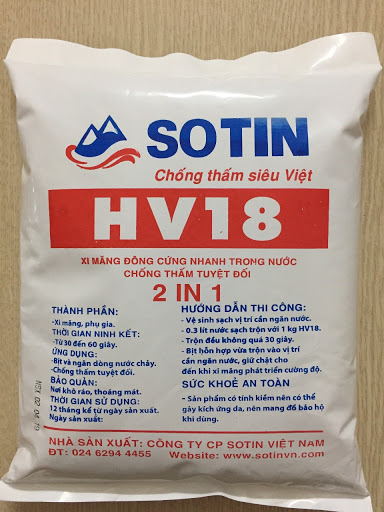 SOTIN
Chống thấm siêu Việt
HV18
XI MĂNG ĐÔNG CỨNG NHANH TRONG NƯỚC
CHỐNG THẤM TUYỆT ĐỐI
2 IN 1
THÀNH PHẦN:
-Xi măng, phụ gia.
THỜI GIAN NINH KẾT:
-Từ 30 đến 60 giây.
ỨNG DỤNG:
-Bịt và ngăn dòng nước chảy.
-Chống thấm tuyệt đối.
BẢO QUẢN:
Nơi khô ráo, thoáng mát.
THỜI GIAN SỬ DỤNG:
12 tháng kể từ ngày sản xuất.
Ngày sản xuất:
HƯỚNG DẪN THI CÔNG:
- Vệ sinh sạch vị trí cần ngăn nước.
- 0.3 lít nước sạch trộn với 1 kg HV18.
- Trộn đều không quá 30 giây.
- Bịt hỗn hợp vừa trộn vào vị trí
cần ngăn nước, giữ chặt cho
đến khi xi măng phát triển cường độ.
SỨC KHOẺ AN TOÀN
- Sản phẩm có tính kiềm nên có thể
gây kích ứng da, nên mang đồ bảo hộ
khi dùng.
NSX 02 04 19
NHÀ SẢN XUẤT: CÔNG TY CP SOTIN VIỆT NAM
ĐT: 024 6294 4455 Website: www.sotinvn.com